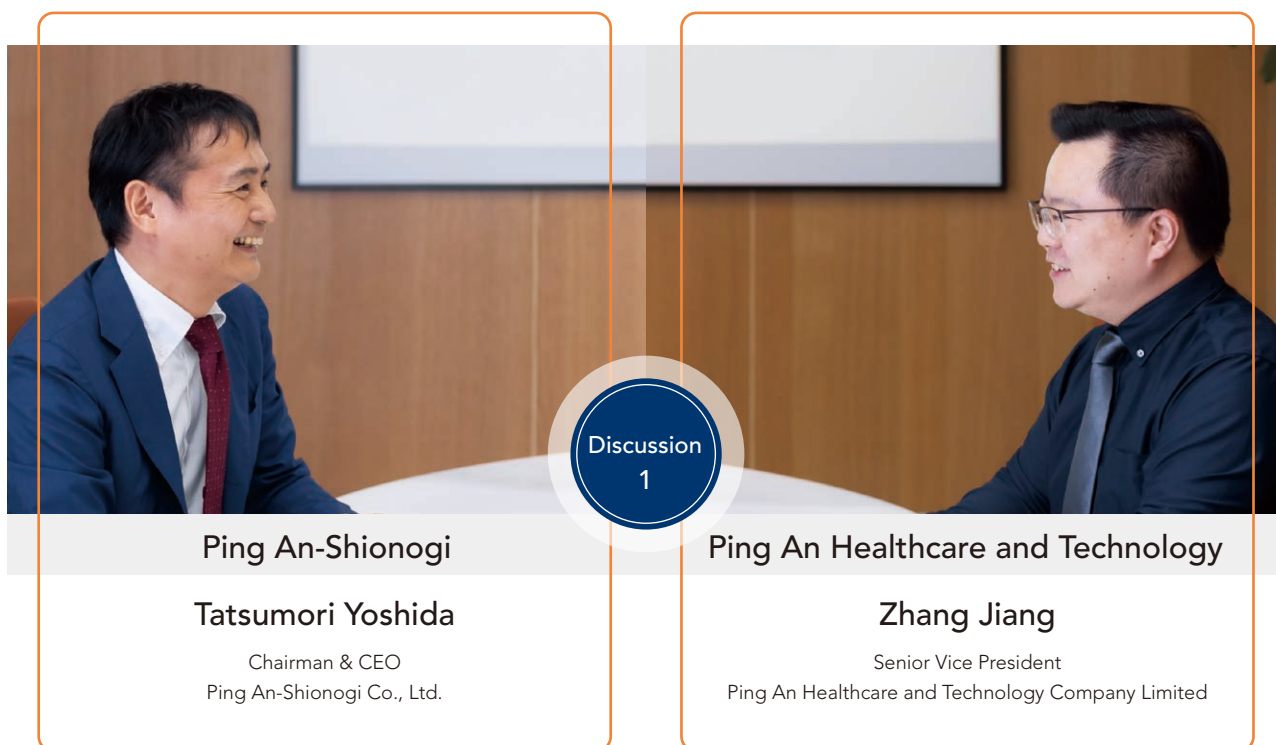 Discussion
1
Ping An-Shionogi
Tatsumori Yoshida
Chairman & CEO
Ping An-Shionogi Co., Ltd.
Ping An Healthcare and Technology
Zhang Jiang
Senior Vice President
Ping An Healthcare and Technology Company Limited